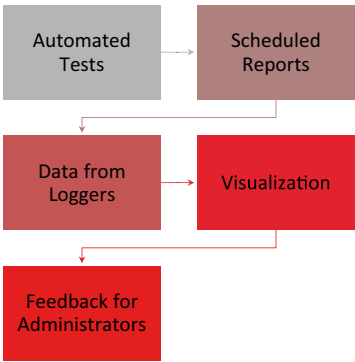 Automated
Tests
Scheduled
Reports
Data from
Loggers
Visualization
Feedback for
Administrators